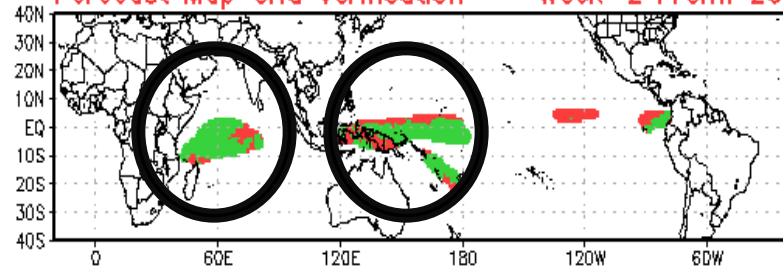 Forecast Map and Verification Week-2
40N
30N
20N
10N
EQ
10S
20S
30S
40S
0 60E 120E 180 120W 60W